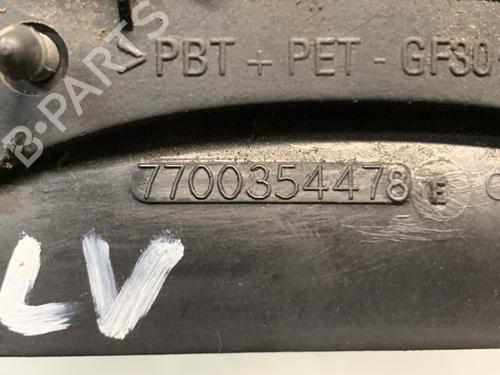 >PBT + PET - GF30
B-PARTS
7700354478 E
LV